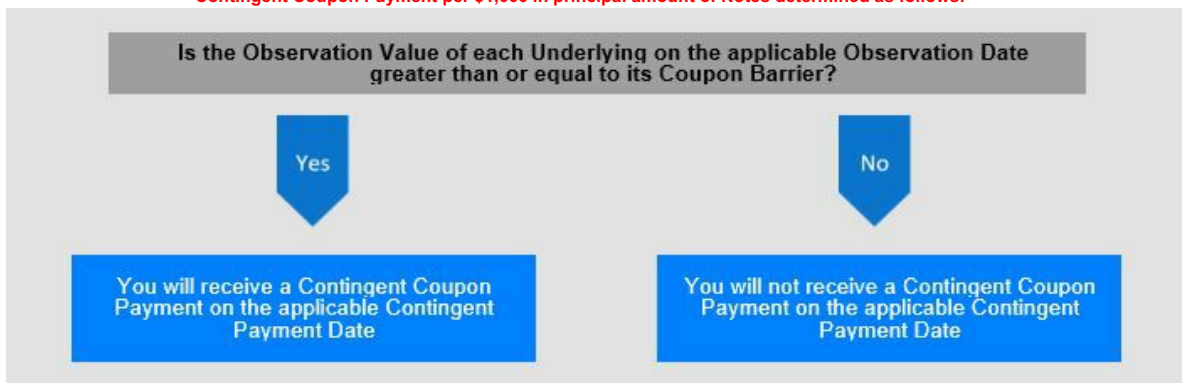 Contingent Coupon Payment per $1,000 in principal amount of Notes determined as follows:
Is the Observation Value of each Underlying on the applicable Observation Date
greater than or equal to its Coupon Barrier?
Yes
No
You will receive a Contingent Coupon
Payment on the applicable Contingent
Payment Date
You will not receive a Contingent Coupon
Payment on the applicable Contingent
Payment Date